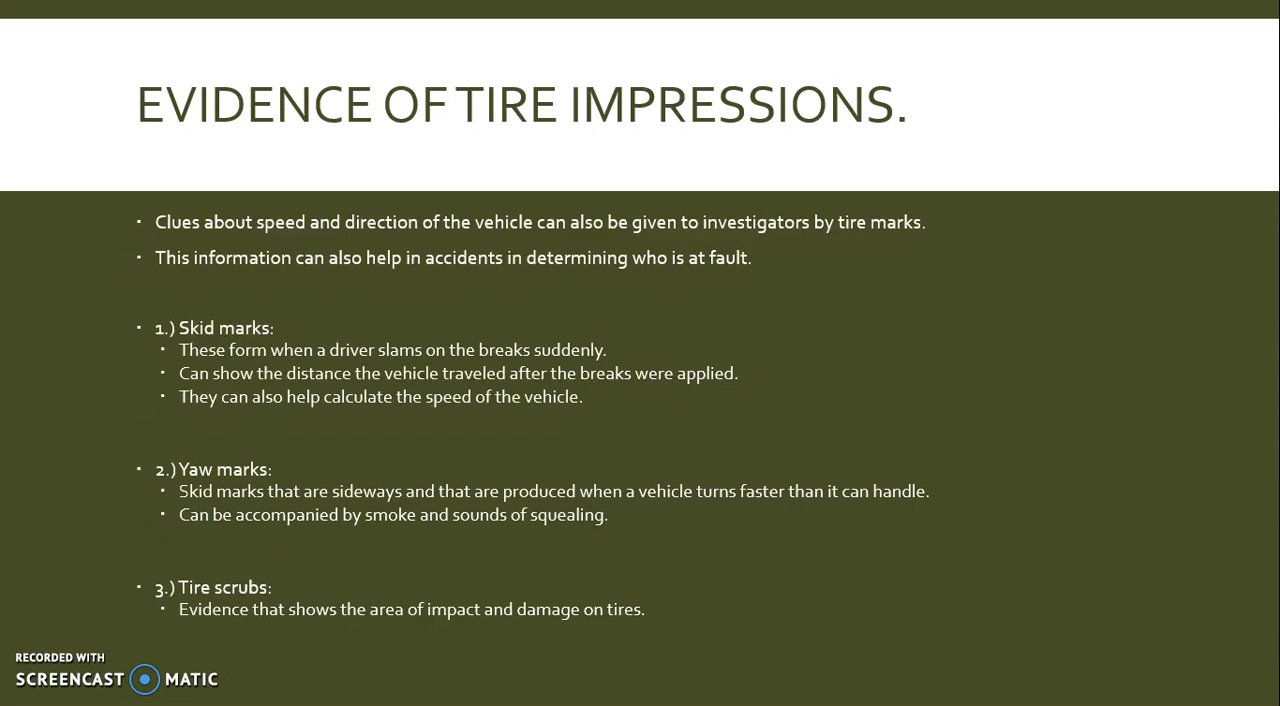 EVIDENCE OF TIRE IMPRESSIONS.
▪ Clues about speed and direction of the vehicle can also be given to investigators by tire marks.
▪ This information can also help in accidents in determining who is at fault.
▪ 1.) Skid marks:
▪ These form when a driver slams on the breaks suddenly.
▪ Can show the distance the vehicle traveled after the breaks were applied.
▪ They can also help calculate the speed of the vehicle.
▪ 2.) Yaw marks:
▪ Skid marks that are sideways and that are produced when a vehicle turns faster than it can handle.
▪ Can be accompanied by smoke and sounds of squealing.
▪ 3.) Tire scrubs:
▪ Evidence that shows the area of impact and damage on tires.
RECORDED WITH
SCREENCAST MATIC